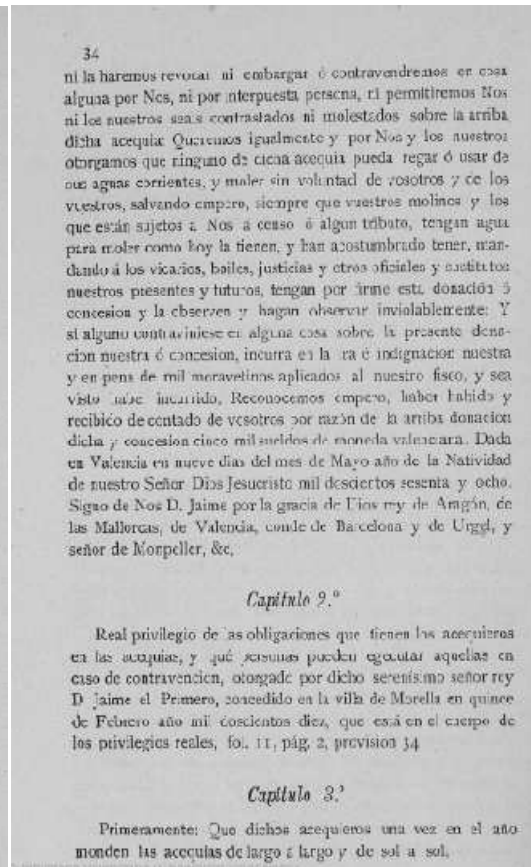 34
ni la haremos revocar ni embargar ó contravendremos en cosa
alguna por Nos, ni por interpuesta persona, ni permitiremos Nos
ni los nuestros seais contrastados ni molestados sobre la arriba
dicha acequia: Queremos igualmente y por Nos y los nuestros
otorgamos que ninguno de dicha acequia pueda regar ó usar de
sus aguas corrientes, y moler sin voluntad de vosotros y de los
vuestros, salvando empero, siempre que vuestros molinos y los
que están sujetos á Nos á censo ó algun tributo, tengan agua
para moler como hoy la tienen, y han acostumbrado tener, man-
dando á los vicarios, bailes, justicias y otros oficiales y sustitutos
nuestros presentes y futuros, tengan por firme esta donación ó
concesion y la observen y hagan observar inviolablemente: Y
si alguno contraviniese en alguna cosa sobre la presente dona-
cion nuestra ó concesion, incurra en la ira é indignacion nuestra
y en pena de mil moravetinos aplicados al nuestro fisco, y sea
visto haber incurrido, Reconocemos empero, haber habido y
recibido de contado de vosotros por razón de la arriba donacion
dicha y concesion cinco mil sueldos de moneda valenciana. Dada
en Valencia en nueve dias del mes de Mayo año de la Natividad
de nuestro Señor Dios Jesucristo mil doscientos sesenta y ocho.
Signo de Nos D. Jaime por la gracia de Dios rey de Aragón, de
las Mallorcas, de Valencia, conde de Barcelona y de Urgel, y
señor de Monpeller, &c,
Capítulo 2.º
Real privilegio de las obligaciones que tienen los acequieros
en las acequias, y qué personas pueden egecutar aquellas en
caso de contravencion, otorgado por dicho serenísimo señor rey
D Jaime el Primero, concedido en la villa de Morella en quince
de Febrero año mil doscientos diez, que está en el cuerpo de
los privilegios reales, fol. 11, pág. 2, provision 34
Capítulo 3.º
Primeramente: Que dichos acequieros una vez en el año
monden las acequias de largo á largo y de sol a sol,